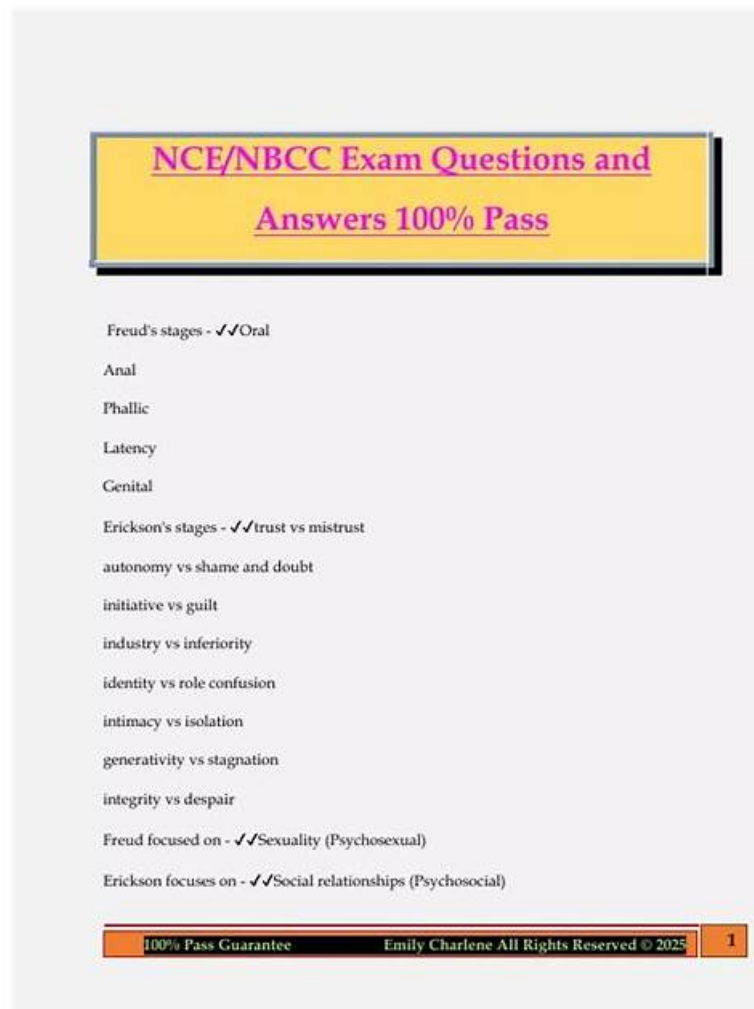 NCE/NBCC Exam Questions and
Answers 100% Pass
Freud's stages - ✓✓Oral
Anal
Phallic
Latency
Genital
Erickson's stages - ✓✓trust vs mistrust
autonomy vs shame and doubt
initiative vs guilt
industry vs inferiority
identity vs role confusion
intimacy vs isolation
generativity vs stagnation
integrity vs despair
Freud focused on - ✓✓Sexuality (Psychosexual)
Erickson focuses on - ✓✓Social relationships (Psychosocial)
100% Pass Guarantee Emily Charlene All Rights Reserved © 2025 1